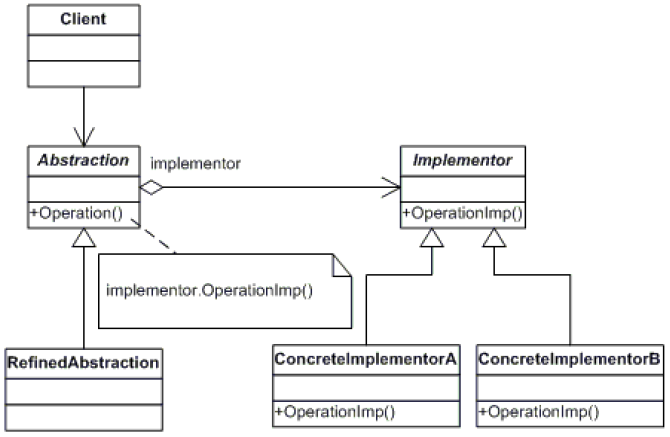 Client
Abstraction
implementor
Implementor
+Operation()
+OperationImp()
implementor.OperationImp()
RefinedAbstraction
ConcreteImplementorA
ConcreteImplementorB
+OperationImp()
+OperationImp()